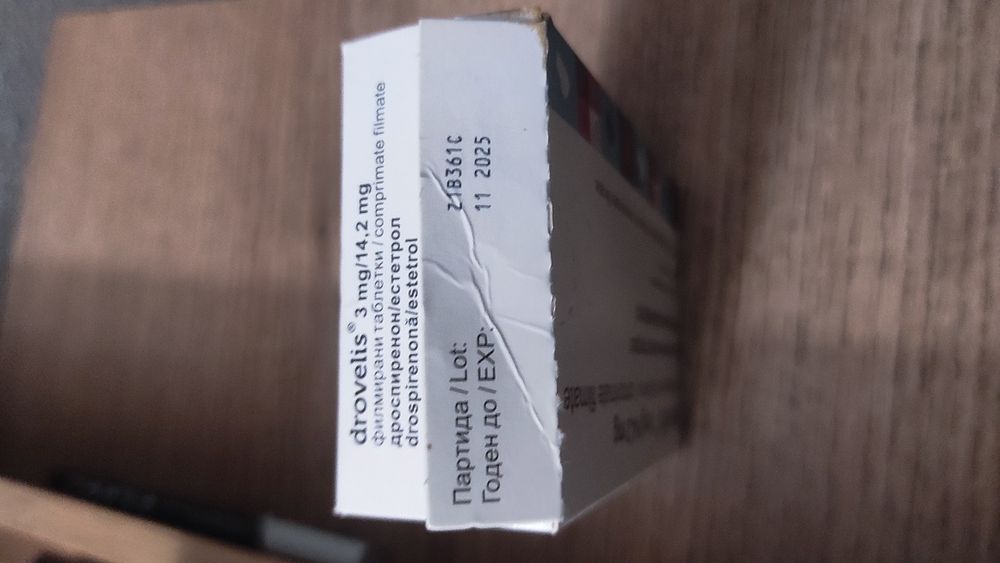 drovelis® 3 mg/14,2 mg
филмирани таблетки / comprimate filmate
дроспиренон/естетрол
drospirenonă/estetrol
Партида / Lot: Z1B361C
Годен до / EXP: 11 2025
filmate